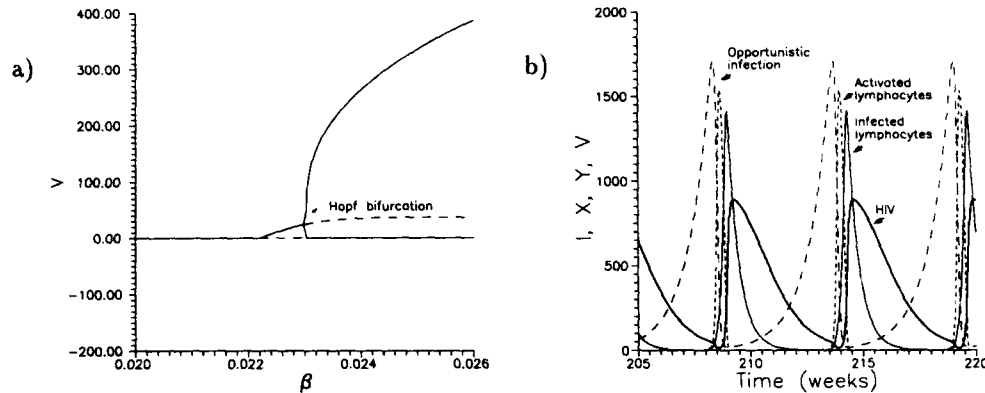 a)
400.00
300.00
200.00
100.00
0.00
-100.00
-200.00
V
Hopf bifurcation
0.020
0.022
0.024
0.026
β
b)
2000
1500
1000
500
0
I, X, Y, V
Opportunistic
infection
Activated
lymphocytes
Infected
lymphocytes
HIV
205
210
215
220
Time (weeks)